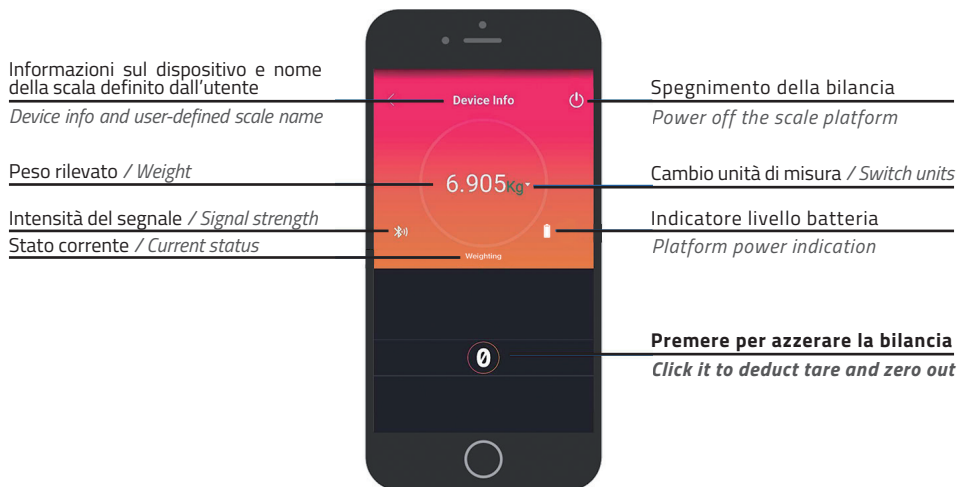 Informazioni sul dispositivo e nome
della scala definito dall'utente
Device info and user-defined scale name
Peso rilevato / Weight
Intensità del segnale / Signal strength
Stato corrente / Current status
Device Info
6.905Kg
Weighting
0
Spegnimento della bilancia
Power off the scale platform
Cambio unità di misura / Switch units
Indicatore livello batteria
Platform power indication
Premere per azzerare la bilancia
Click it to deduct tare and zero out